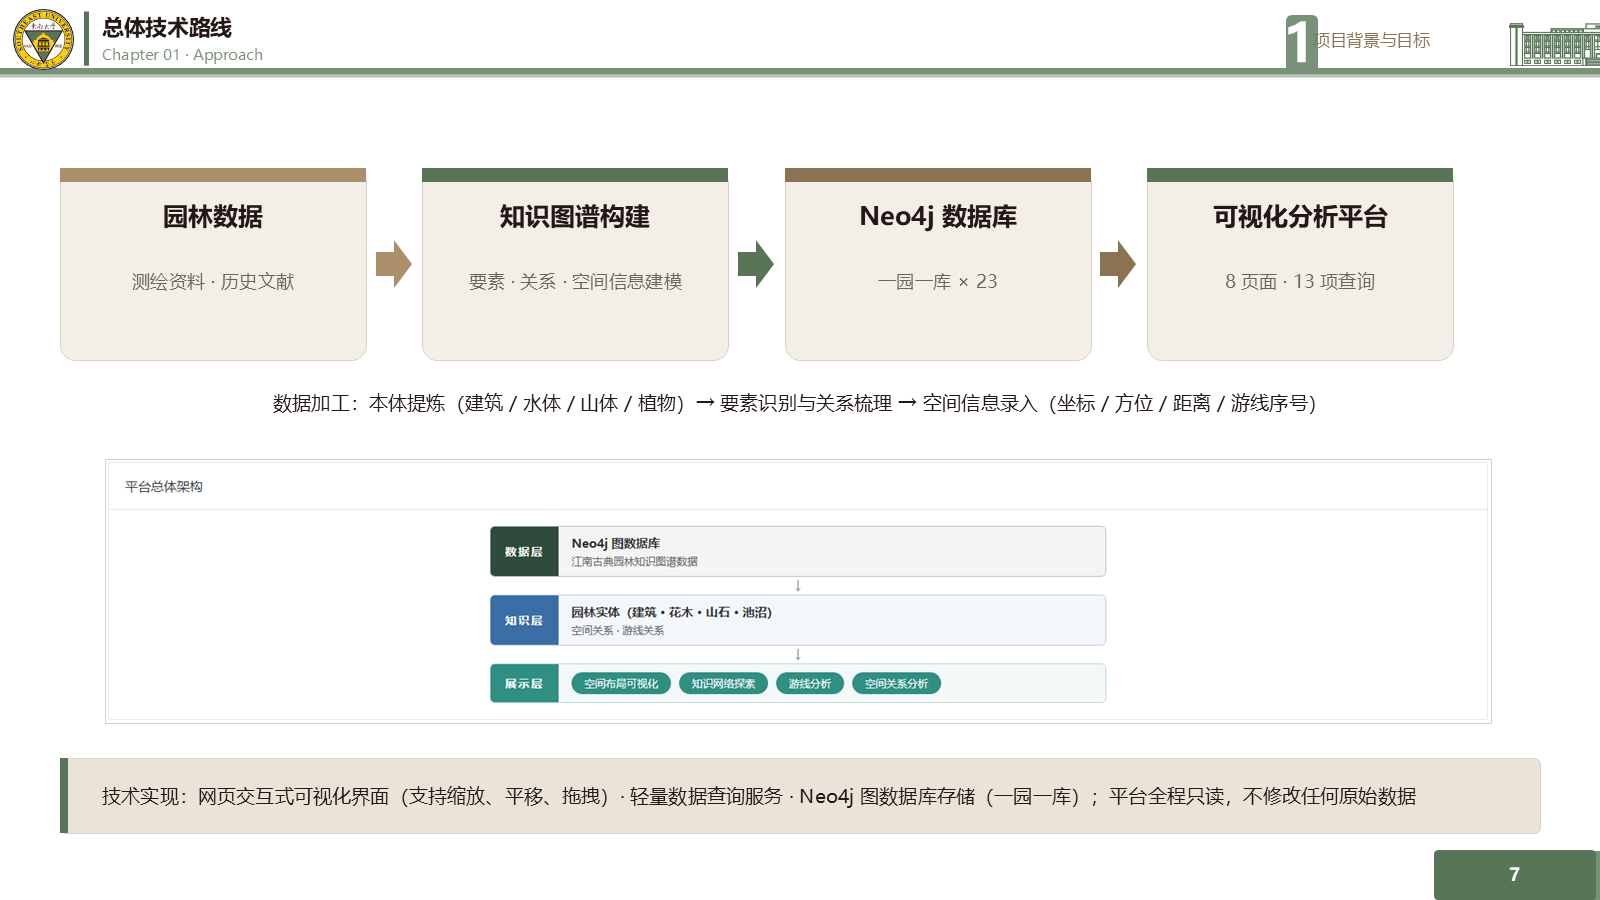 总体技术路线
Chapter 01 · Approach
1
项目背景与目标
SOUTHEAST UNIVERSITY
园林数据
测绘资料 · 历史文献
知识图谱构建
要素 · 关系 · 空间信息建模
Neo4j 数据库
一园一库 × 23
可视化分析平台
8 页面 · 13 项查询
数据加工：本体提炼（建筑 / 水体 / 山体 / 植物）→ 要素识别与关系梳理 → 空间信息录入（坐标 / 方位 / 距离 / 游线序号）
平台总体架构
数据层
Neo4j 图数据库
江南古典园林知识图谱数据
↓
知识层
园林实体（建筑・花木・山石・池沼）
空间关系 · 游线关系
↓
展示层
空间布局可视化
知识网络探索
游线分析
空间关系分析
技术实现：网页交互式可视化界面（支持缩放、平移、拖拽）· 轻量数据查询服务 · Neo4j 图数据库存储（一园一库）；平台全程只读，不修改任何原始数据
7